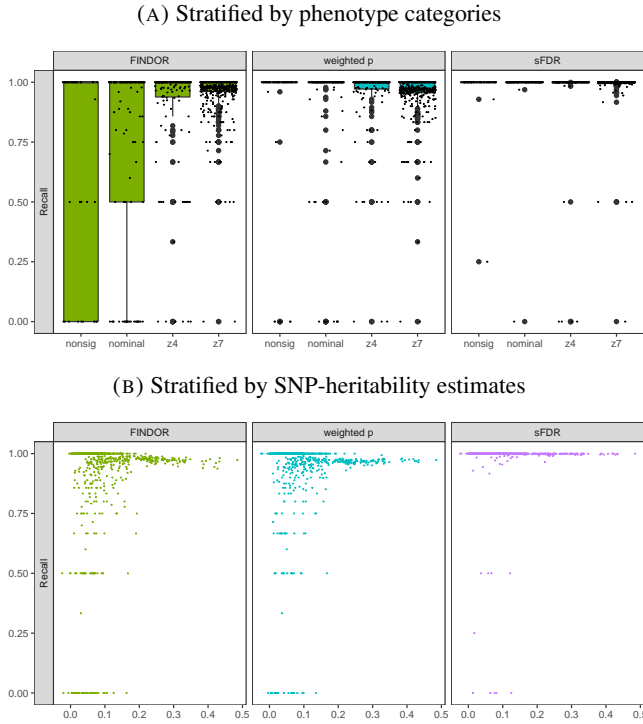 (A) Stratified by phenotype categories
FINDOR weighted p sFDR
1.00
0.75
0.50
0.25
0.00
Recall
nonsig nominal z4 z7 nonsig nominal z4 z7 nonsig nominal z4 z7
(B) Stratified by SNP-heritability estimates
FINDOR weighted p sFDR
1.00
0.75
0.50
0.25
0.00
Recall
0.0 0.1 0.2 0.3 0.4 0.5 0.0 0.1 0.2 0.3 0.4 0.5 0.0 0.1 0.2 0.3 0.4 0.5